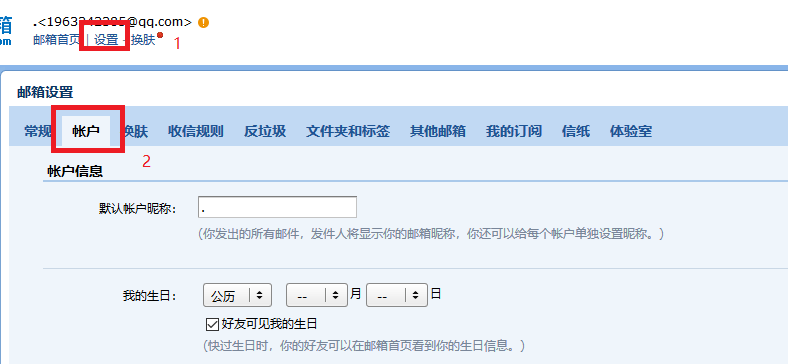 箱 .<1963242295@qq.com>
om 邮箱首页 | 设置 - 换肤 1
邮箱设置
常规 帐户 换肤 收信规则 反垃圾 文件夹和标签 其他邮箱 我的订阅 信纸 体验室
2
帐户信息
默认帐户昵称： .
(你发出的所有邮件，发件人将显示你的邮箱昵称，你还可以给每个帐户单独设置昵称。)
我的生日： 公历 -- 月 -- 日
好友可见我的生日
(快过生日时，你的好友可以在邮箱首页看到你的生日信息。)